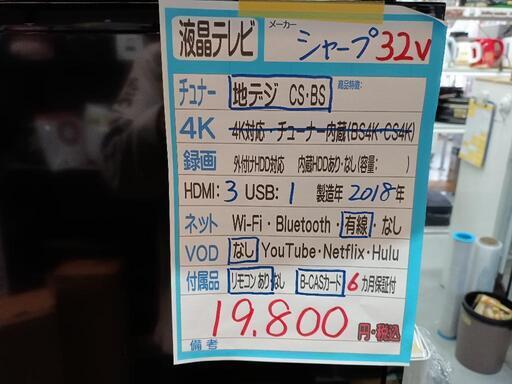 液晶テレビ メーカー シャープ 32V
チュナー 地デジ CS・BS 商品特徴:
4K 4K対応・チューナー内蔵(BS4K・CS4K)
録画 外付けHDD対応 内蔵HDDあり・なし(容量: )
HDMI:3 USB:1 製造年 2018年
ネット Wi-Fi・Bluetooth・有線・なし
VOD なし YouTube・Netflix・Hulu
付属品 リモコンあり なし B-CASカード 6カ月保証付
19.800 円・税込
備考